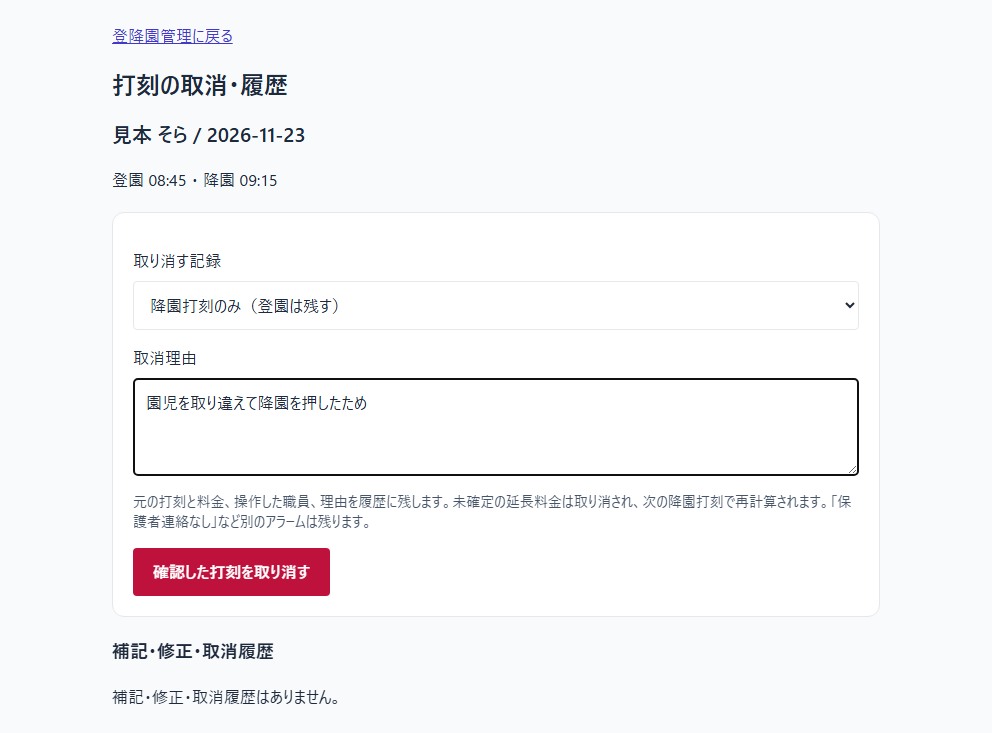 登降園管理に戻る
打刻の取消・履歴
見本 そら / 2026-11-23
登園 08:45・降園 09:15
取り消す記録
降園打刻のみ（登園は残す）
取消理由
園児を取り違えて降園を押したため
元の打刻と料金、操作した職員、理由を履歴に残します。未確定の延長料金は取り消され、次の降園打刻で再計算されます。「保
護者連絡なし」など別のアラームは残ります。
確認した打刻を取り消す
補記・修正・取消履歴
補記・修正・取消履歴はありません。